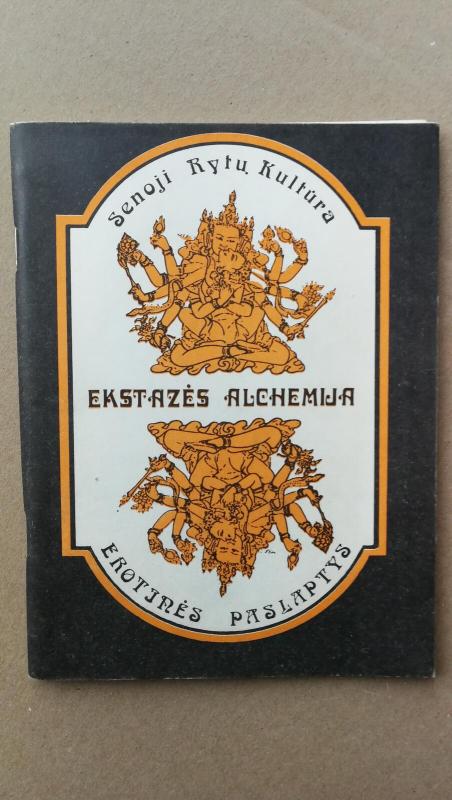 Senoji Rytų Kultūra
EKSTAZĖS ALCHEMIJA
EROTINĖS PASLAPTYS